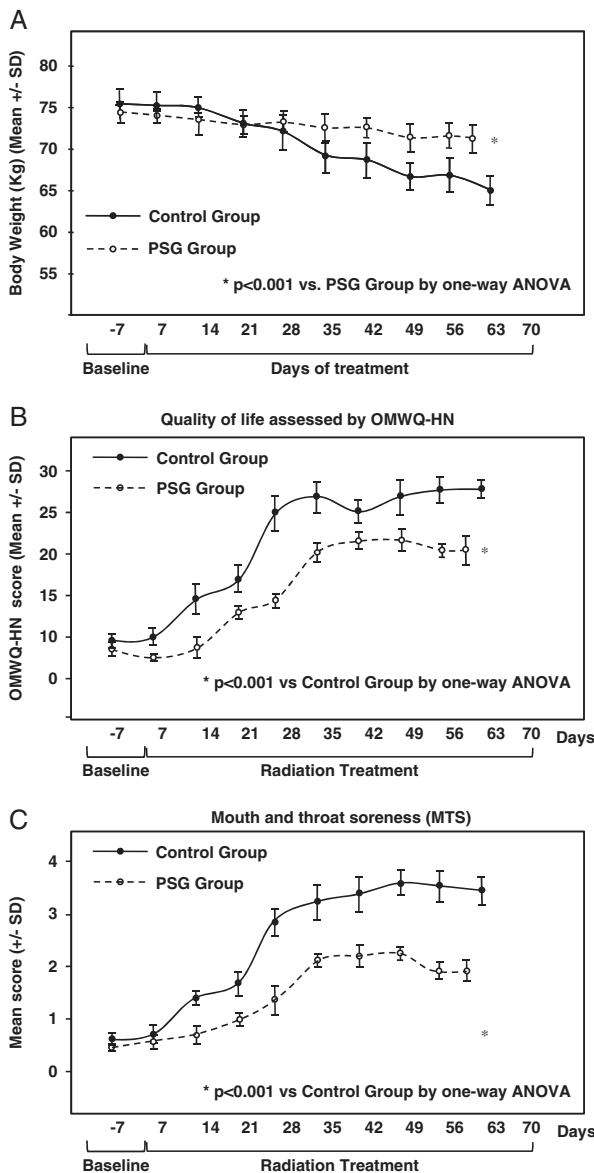 A
Body Weight (Kg) (Mean +/- SD)
80
75
70
65
60
55
Control Group
PSG Group
*
* p<0.001 vs. PSG Group by one-way ANOVA
-7 7 14 21 28 35 42 49 56 63 70
Baseline Days of treatment
B
Quality of life assessed by OMWQ-HN
OMWQ-HN score (Mean +/- SD)
30
25
20
10
10
0
Control Group
PSG Group
*
* p<0.001 vs Control Group by one-way ANOVA
-7 7 14 21 28 35 42 49 56 63 70 Days
Baseline Radiation Treatment
C
Mouth and throat soreness (MTS)
Mean score (+/- SD)
4
3
2
1
0
Control Group
PSG Group
*
* p<0.001 vs Control Group by one-way ANOVA
-7 7 14 21 28 35 42 49 56 63 70 Days
Baseline Radiation Treatment